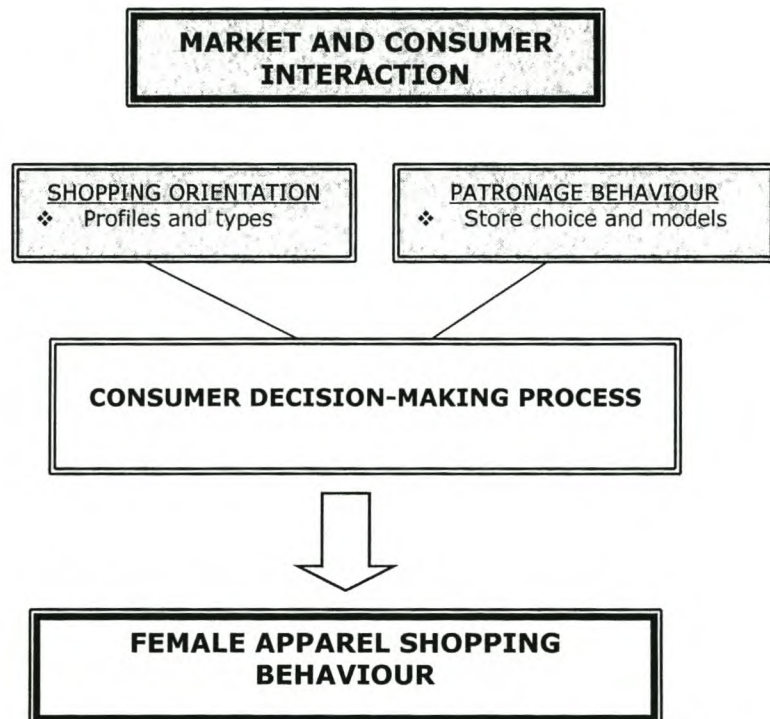 MARKET AND CONSUMER
INTERACTION
SHOPPING ORIENTATION
❖ Profiles and types
PATRONAGE BEHAVIOUR
❖ Store choice and models
CONSUMER DECISION-MAKING PROCESS
FEMALE APPAREL SHOPPING
BEHAVIOUR